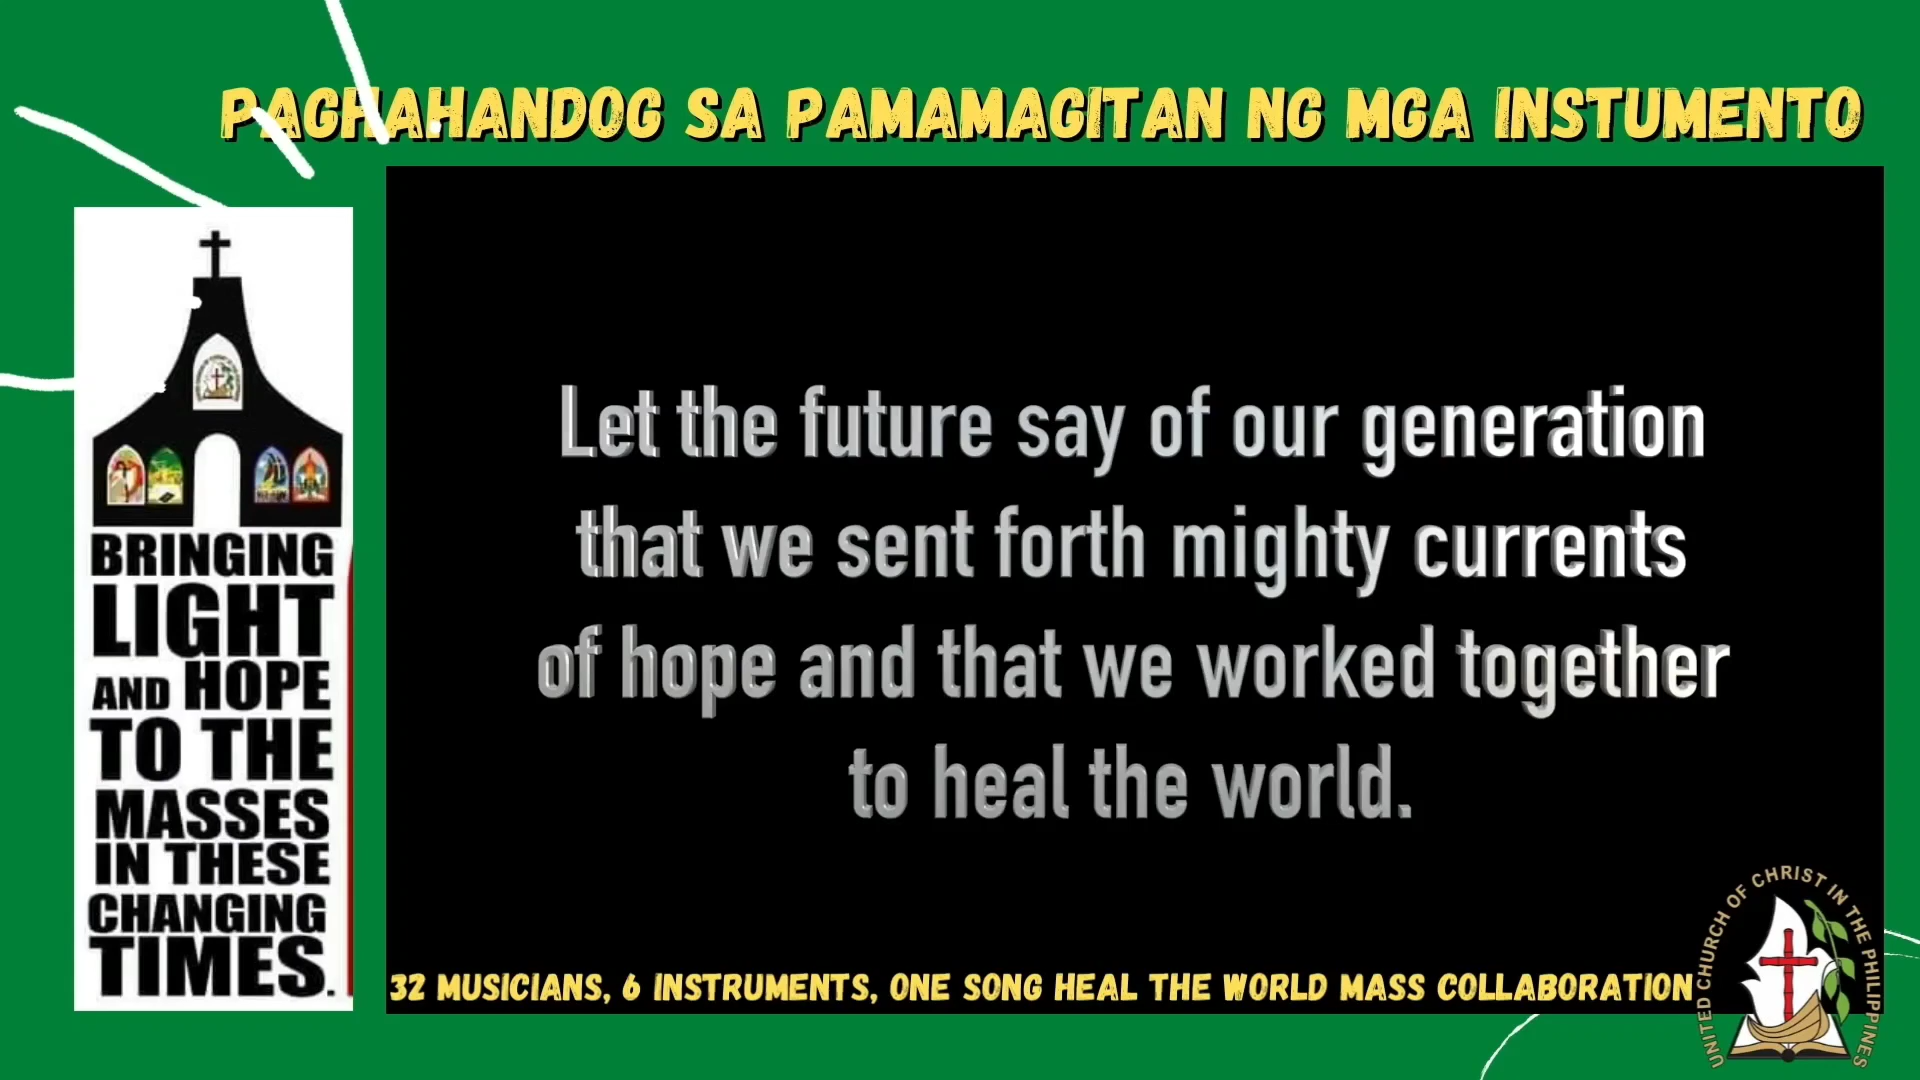 PAGHAHANDOG SA PAMAMAGITAN NG MGA INSTUMENTO
BRINGING
LIGHT
AND HOPE
TO THE
MASSES
IN THESE
CHANGING
TIMES.
Let the future say of our generation
that we sent forth mighty currents
of hope and that we worked together
to heal the world.
32 MUSICIANS, 6 INSTRUMENTS, ONE SONG HEAL THE WORLD MASS COLLABORATION
UNITED CHURCH OF CHRIST IN THE PHILIPPINES